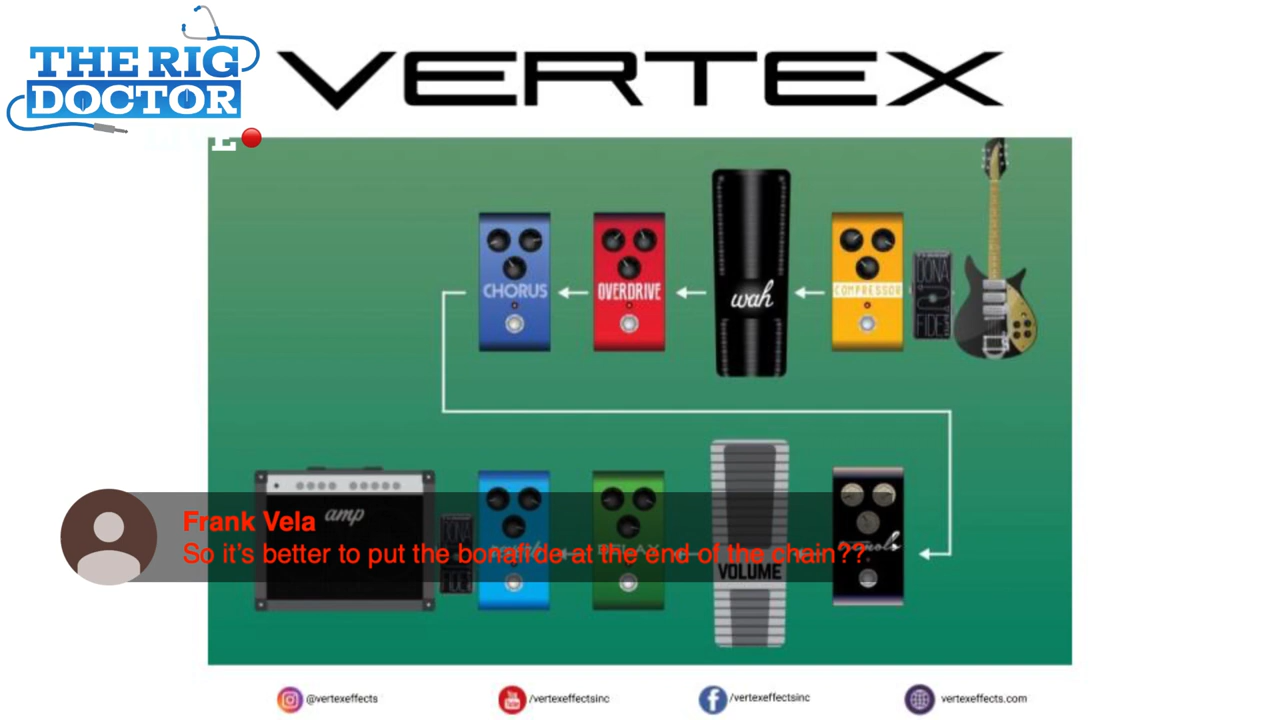 THE RIG
DOCTOR
VERTEX
E
CHORUS
OVERDRIVE
wah
COMPRESSOR
DONA
FIDE
amp
Frank Vela
So it's better to put the bonafide at the end of the chain??
VOLUME
@vertexeffects
/vertexeffectsinc
/vertexeffectsinc
vertexeffects.com